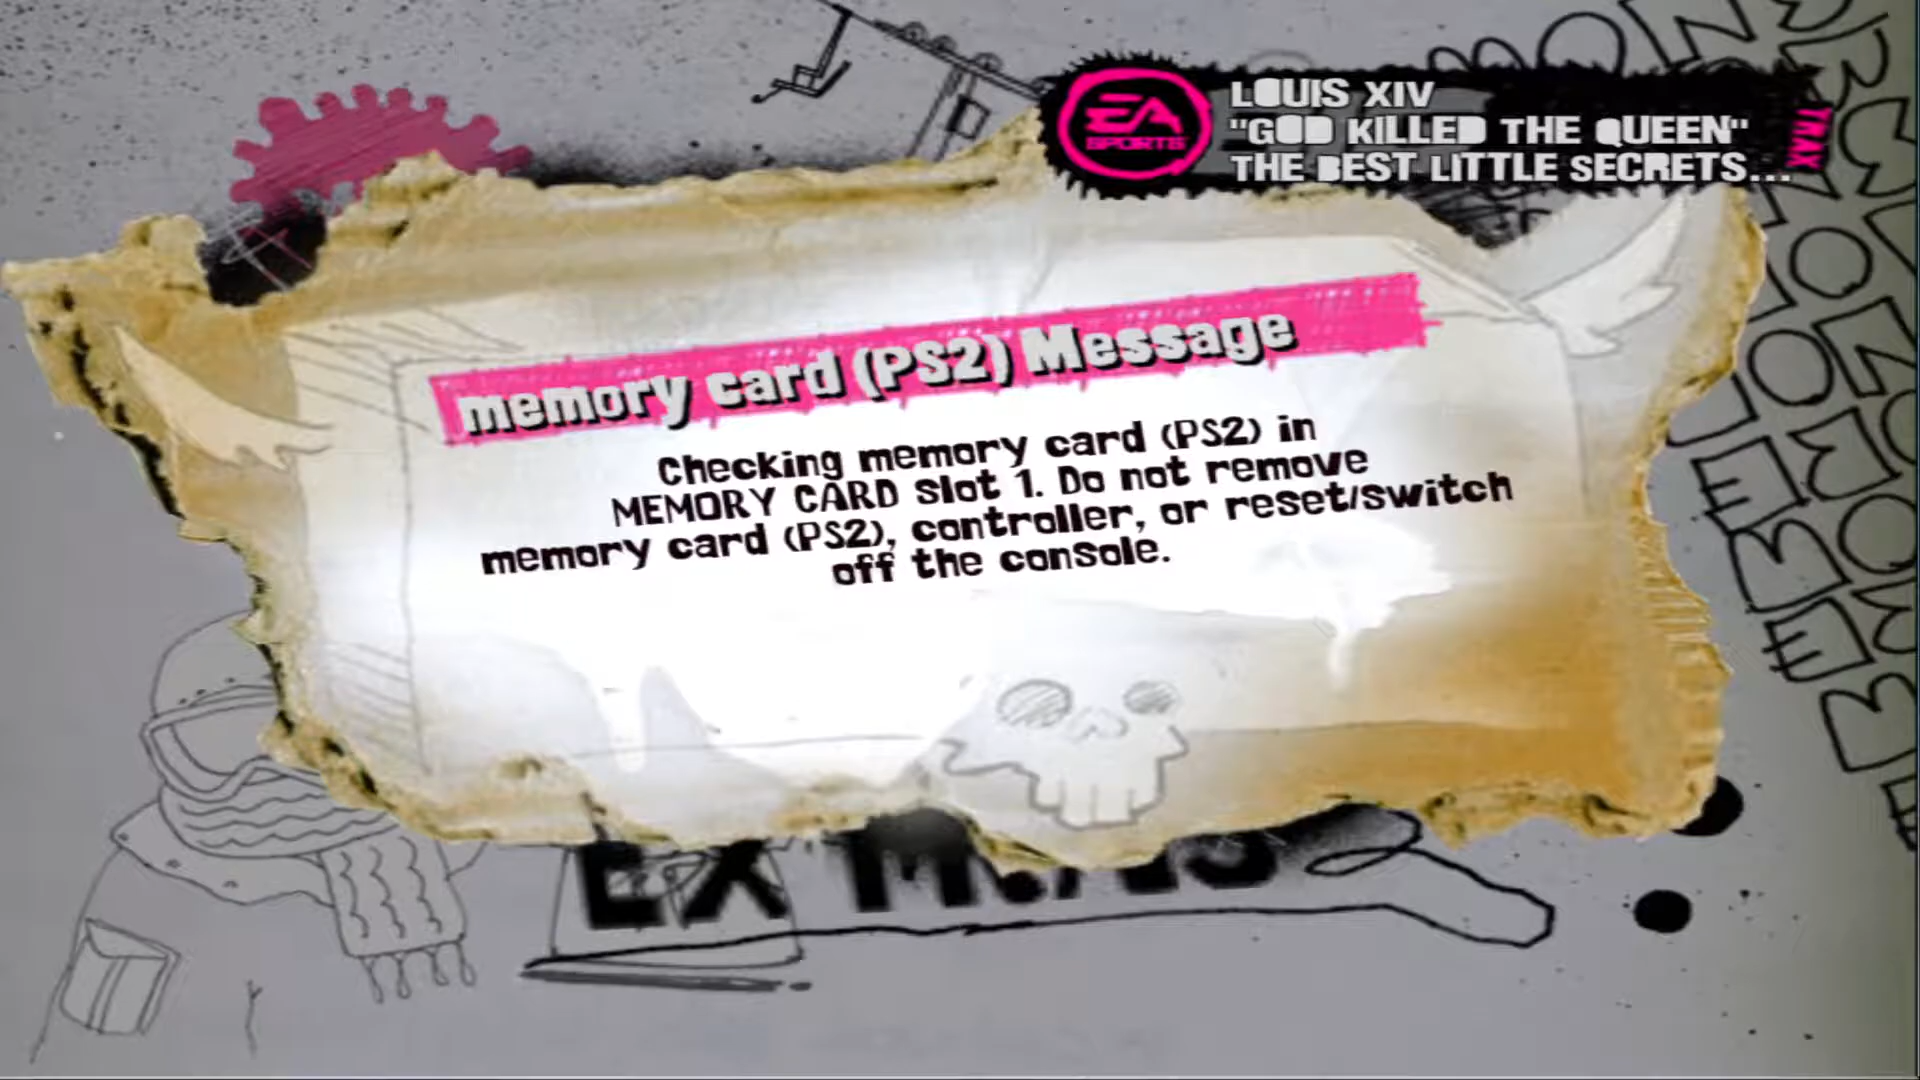 LOUIS XIV
"GOD KILLED THE QUEEN"
THE BEST LITTLE SECRETS...
EA
SPORTS
TRAX
memory card (PS2) Message
Checking memory card (PS2) in
MEMORY CARD slot 1. Do not remove
memory card (PS2), controller, or reset/switch
off the console.